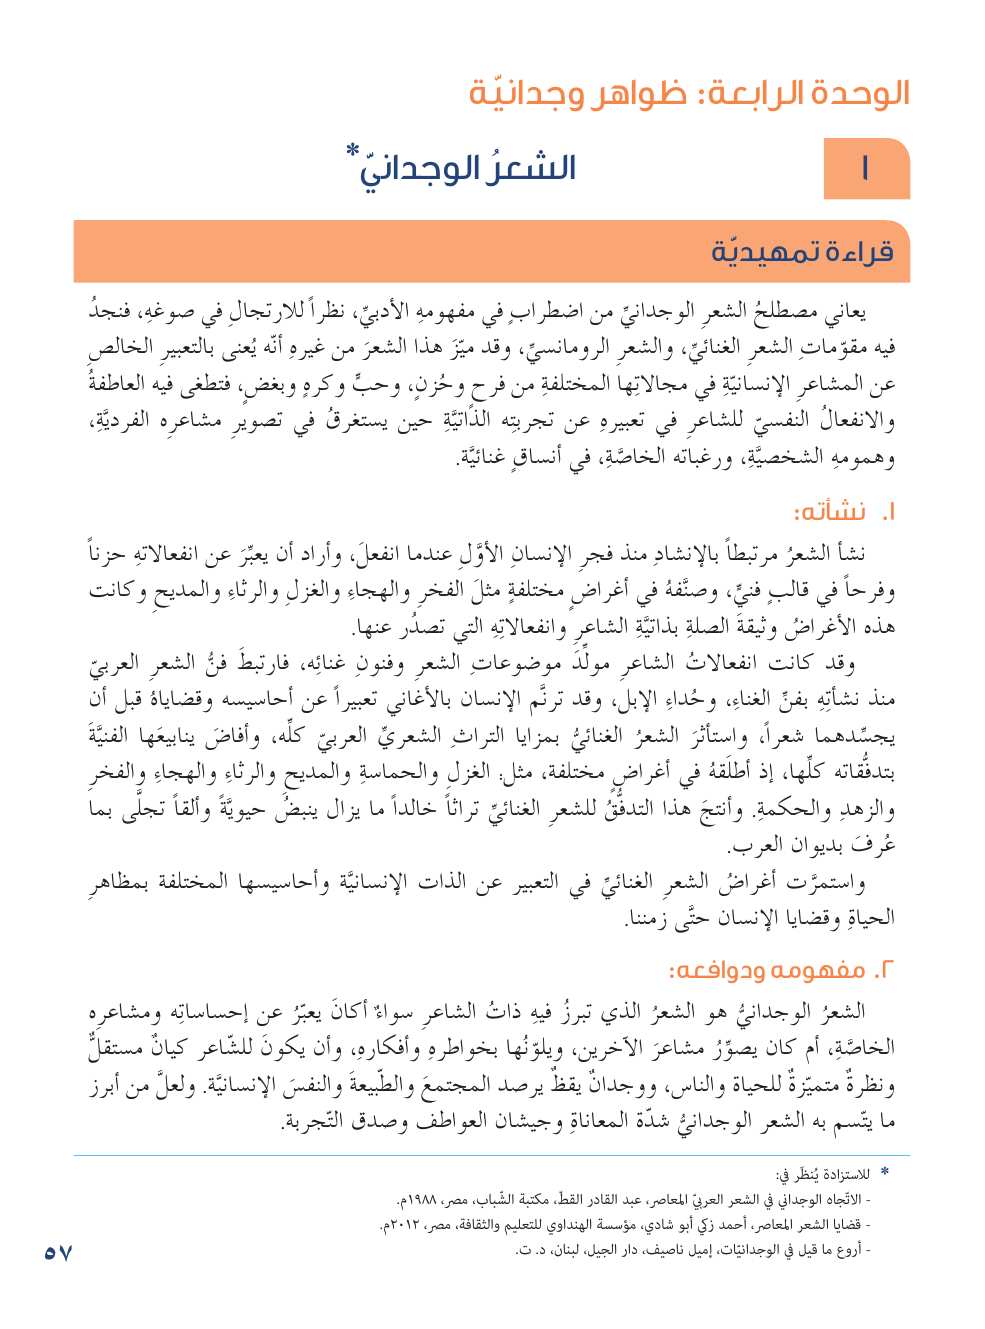 الوحدة الرابعة: ظواهر وجدانيّة
١
الشعرُ الوجدانيّ*
قراءة تمهيديّة
يعاني مصطلحُ الشعرِ الوجدانيِّ من اضطرابٍ في مفهومهِ الأدبيِّ، نظراً للارتجالِ في صوغهِ، فنجدُ
فيه مقوّماتِ الشعرِ الغنائيِّ، والشعرِ الرومانسيِّ، وقد ميّزَ هذا الشعرَ من غيرهِ أنّه يُعنى بالتعبيرِ الخالصِ
عن المشاعرِ الإنسانيّةِ في مجالاتِها المختلفةِ من فرحٍ وحُزنٍ، وحبٍّ وكرهٍ وبغضٍ، فتطغى فيه العاطفةُ
والانفعالُ النفسيّ للشاعرِ في تعبيرهِ عن تجربتِه الذاتيَّةِ حين يستغرقُ في تصويرِ مشاعرِه الفرديَّةِ،
وهمومهِ الشخصيَّةِ، ورغباته الخاصَّةِ، في أنساقٍ غنائيَّة.
١. نشأته:
نشأ الشعرُ مرتبطاً بالإنشادِ منذ فجرِ الإنسانِ الأوَّلِ عندما انفعلَ، وأراد أن يعبِّرَ عن انفعالاتهِ حزناً
وفرحاً في قالبٍ فنيٍّ، وصنَّفهُ في أغراضٍ مختلفةٍ مثلَ الفخرِ والهجاءِ والغزلِ والرثاءِ والمديحِ وكانت
هذه الأغراضُ وثيقةَ الصلةِ بذاتيَّةِ الشاعرِ وانفعالاتِهِ التي تصدُر عنها.
وقد كانت انفعالاتُ الشاعرِ مولِّدَ موضوعاتِ الشعرِ وفنونِ غنائِه، فارتبطَ فنُّ الشعرِ العربيّ
منذ نشأتِهِ بفنِّ الغناءِ، وحُداءِ الإبل، وقد ترنَّم الإنسان بالأغاني تعبيراً عن أحاسيسه وقضاياهُ قبل أن
يجسِّدهما شعراً، واستأثرَ الشعرُ الغنائيُّ بمزايا التراثِ الشعريِّ العربيّ كلِّه، وأفاضَ ينابيعَها الفنيَّةَ
بتدفُّقاته كلِّها، إذ أطلَقهُ في أغراضٍ مختلفة، مثل: الغزلِ والحماسةِ والمديحِ والرثاءِ والهجاءِ والفخرِ
والزهدِ والحكمةِ. وأنتجَ هذا التدفُّقُ للشعرِ الغنائيِّ تراثاً خالداً ما يزال ينبضُ حيويَّةً وألقاً تجلَّى بما
عُرفَ بديوان العرب.
واستمرَّت أغراضُ الشعرِ الغنائيِّ في التعبير عن الذات الإنسانيَّة وأحاسيسها المختلفة بمظاهرِ
الحياةِ وقضايا الإنسان حتَّى زمننا.
٢. مفهومه ودوافعه:
الشعرُ الوجدانيُّ هو الشعرُ الذي تبرزُ فيهِ ذاتُ الشاعرِ سواءٌ أكانَ يعبّرُ عن إحساساتِه ومشاعرِه
الخاصَّةِ، أم كان يصوِّرُ مشاعرَ الآخرين، ويلوّنُها بخواطرهِ وأفكارهِ، وأن يكونَ للشّاعر كيانٌ مستقلٌّ
ونظرةٌ متميّزةٌ للحياة والناس، ووجدانٌ يقظٌ يرصد المجتمعَ والطّبيعةَ والنفسَ الإنسانيَّة. ولعلَّ من أبرز
ما يتّسم به الشعر الوجدانيُّ شدّة المعاناةِ وجيشان العواطف وصدق التّجربة.
* للاستزادة يُنظَر في:
- الاتّجاه الوجداني في الشعر العربيّ المعاصر، عبد القادر القطّ، مكتبة الشّباب، مصر، ١٩٨٨م.
- قضايا الشعر المعاصر، أحمد زكي أبو شادي، مؤسسة الهنداوي للتعليم والثقافة، مصر، ٢٠١٢م.
- أروع ما قيل في الوجدانيّات، إميل ناصيف، دار الجيل، لبنان، د. ت.
٥٧